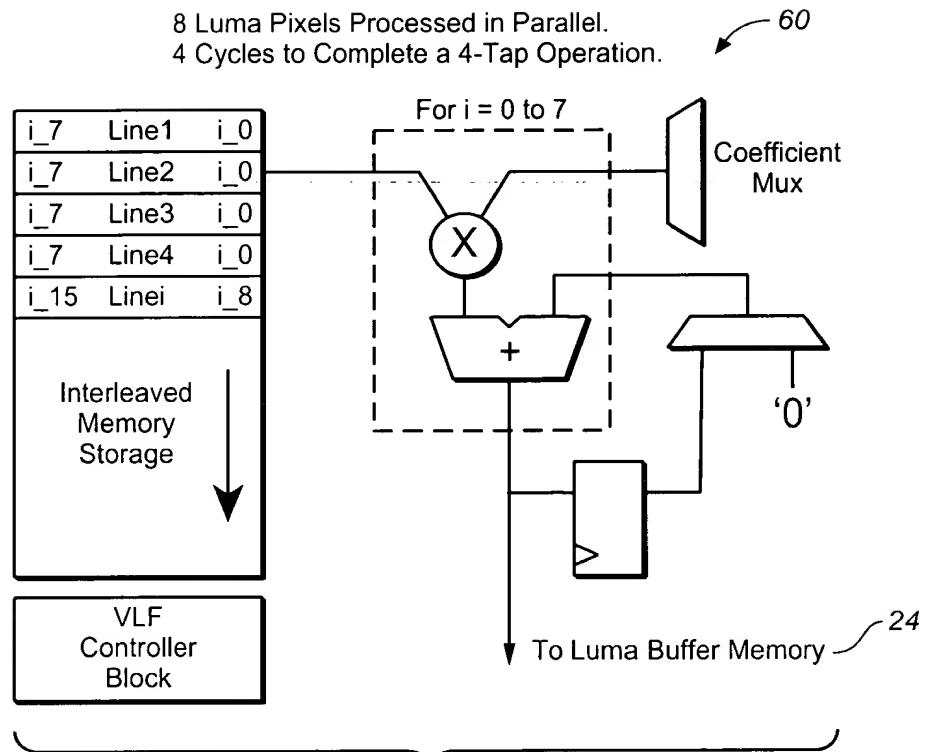 8 Luma Pixels Processed in Parallel.
4 Cycles to Complete a 4-Tap Operation.
60
For i = 0 to 7
i_7 Line1 i_0
i_7 Line2 i_0
i_7 Line3 i_0
i_7 Line4 i_0
i_15 Linei i_8
Coefficient
Mux
X
+
'0'
Interleaved
Memory
Storage
VLF
Controller
Block
To Luma Buffer Memory
24